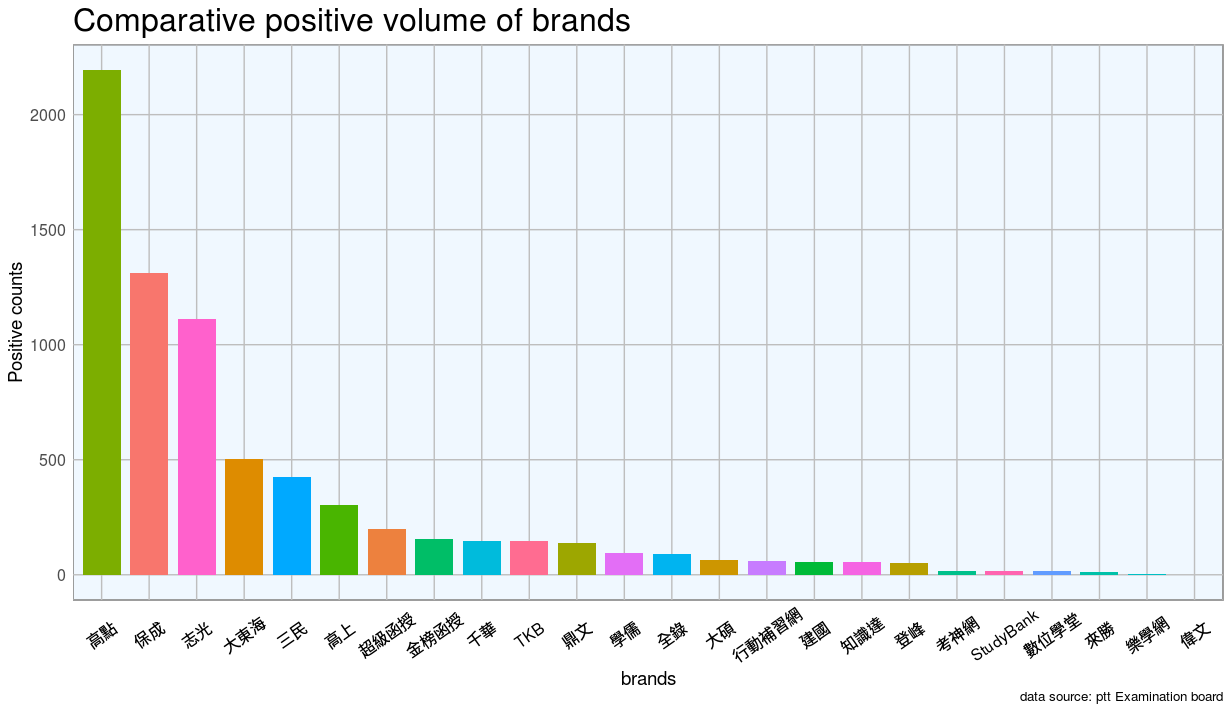 Comparative positive volume of brands
Positive counts
2000
1500
1000
500
0
高點
保成
志光
大東海
三民
高上
超級函授
金榜函授
千華
TKB
鼎文
學儒
全錄
大碩
行動補習網
建國
知識達
登峰
考神網
StudyBank
數位學堂
來勝
樂學網
偉文
brands
data source: ptt Examination board